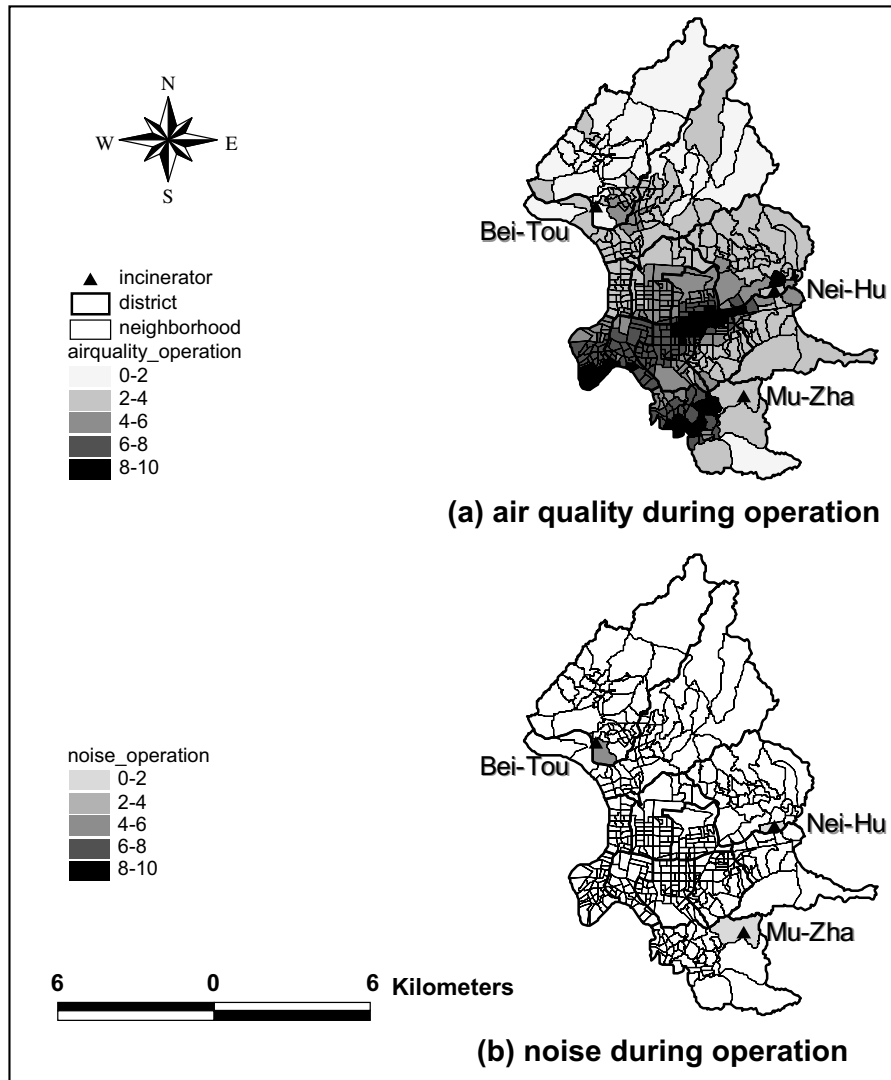 N
W E
S
Bei-Tou
incinerator
district
neighborhood
Nei-Hu
airquality_operation
0-2
2-4
4-6
6-8
8-10
Mu-Zha
(a) air quality during operation
noise_operation
0-2
2-4
4-6
6-8
8-10
Bei-Tou
Nei-Hu
Mu-Zha
6 0 6 Kilometers
(b) noise during operation